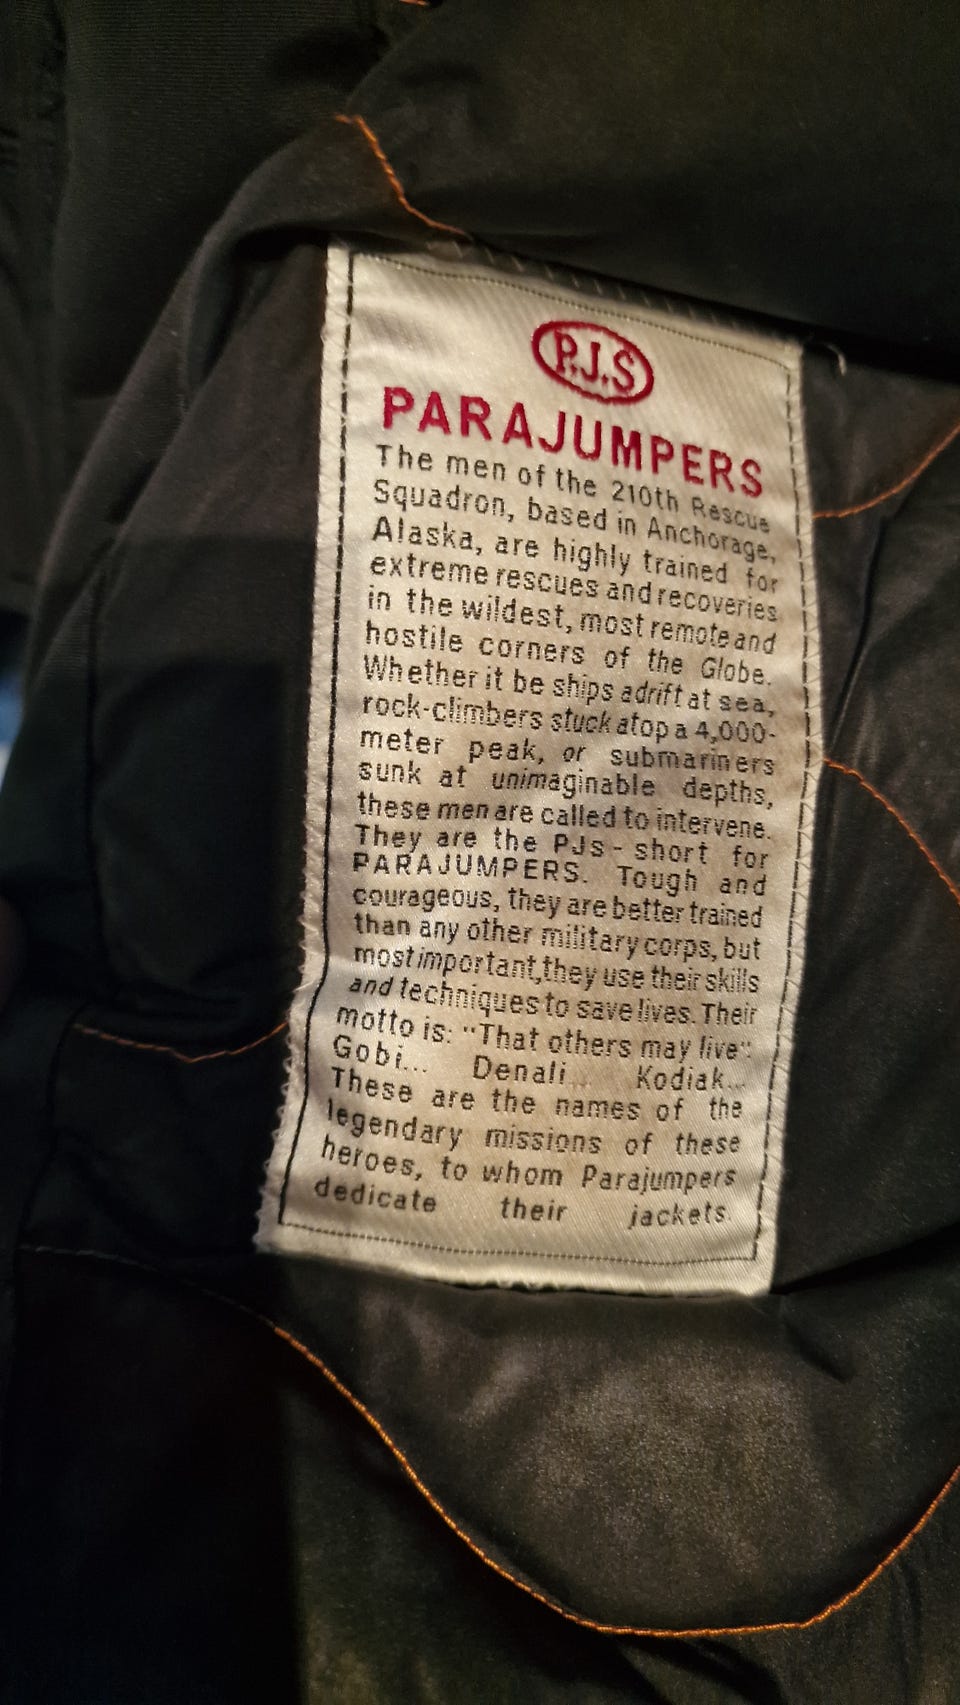 P.J.S
PARAJUMPERS
The men of the 210th Rescue
Squadron, based in Anchorage,
Alaska, are highly trained for
extreme rescues and recoveries
in the wildest, most remote and
hostile corners of the Globe.
Whether it be ships adrift at sea,
rock-climbers stuck atop a 4,000-
meter peak, or submariners
sunk at unimaginable depths,
these men are called to intervene.
They are the PJs - short for
PARAJUMPERS. Tough and
courageous, they are better trained
than any other military corps, but
most important, they use their skills
and techniques to save lives. Their
motto is: "That others may live".
Gobi... Denali... Kodiak...
These are the names of the
legendary missions of these
heroes, to whom Parajumpers
dedicate their jackets.